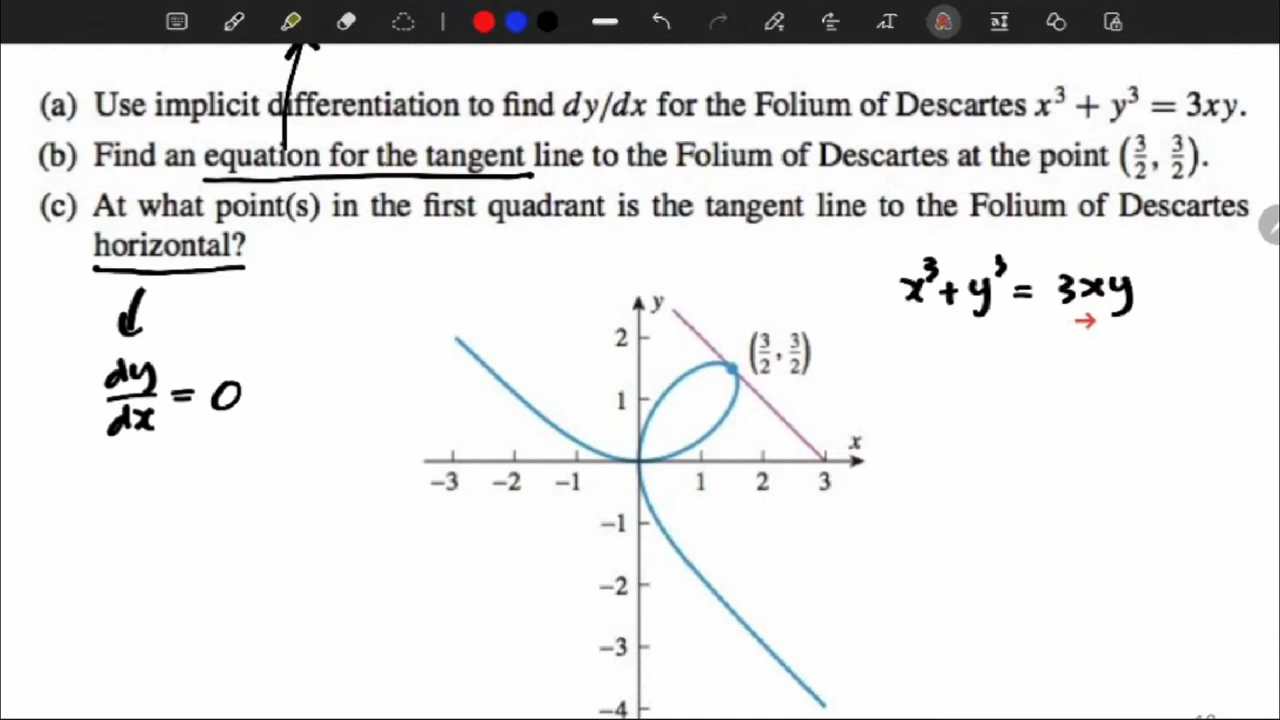 (a) Use implicit differentiation to find dy/dx for the Folium of Descartes x³ + y³ = 3xy.
(b) Find an equation for the tangent line to the Folium of Descartes at the point (3/2, 3/2).
(c) At what point(s) in the first quadrant is the tangent line to the Folium of Descartes
horizontal?
x³ + y³ = 3xy
dy/dx = 0
y
(3/2, 3/2)
2
1
x
−3 −2 −1 1 2 3
−1
−2
−3
−4